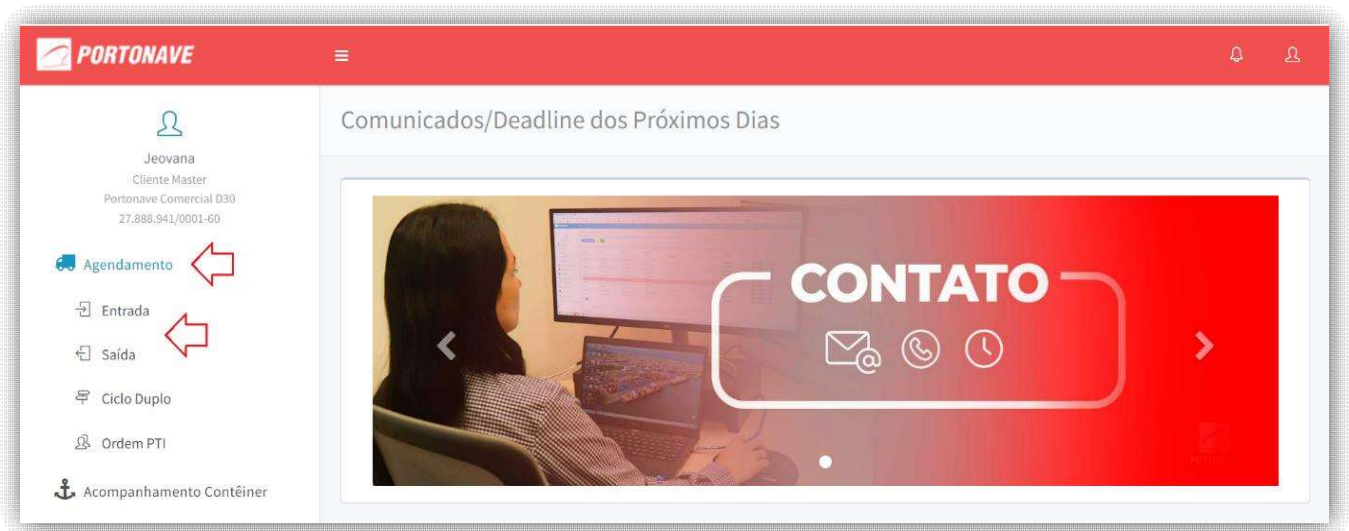 PORTONAVE
Comunicados/Deadline dos Próximos Dias
Jeovana
Cliente Master
Portonave Comercial D30
27.888.941/0001-60
Agendamento
Entrada
Saída
Ciclo Duplo
Ordem PTI
Acompanhamento Contêiner
CONTATO